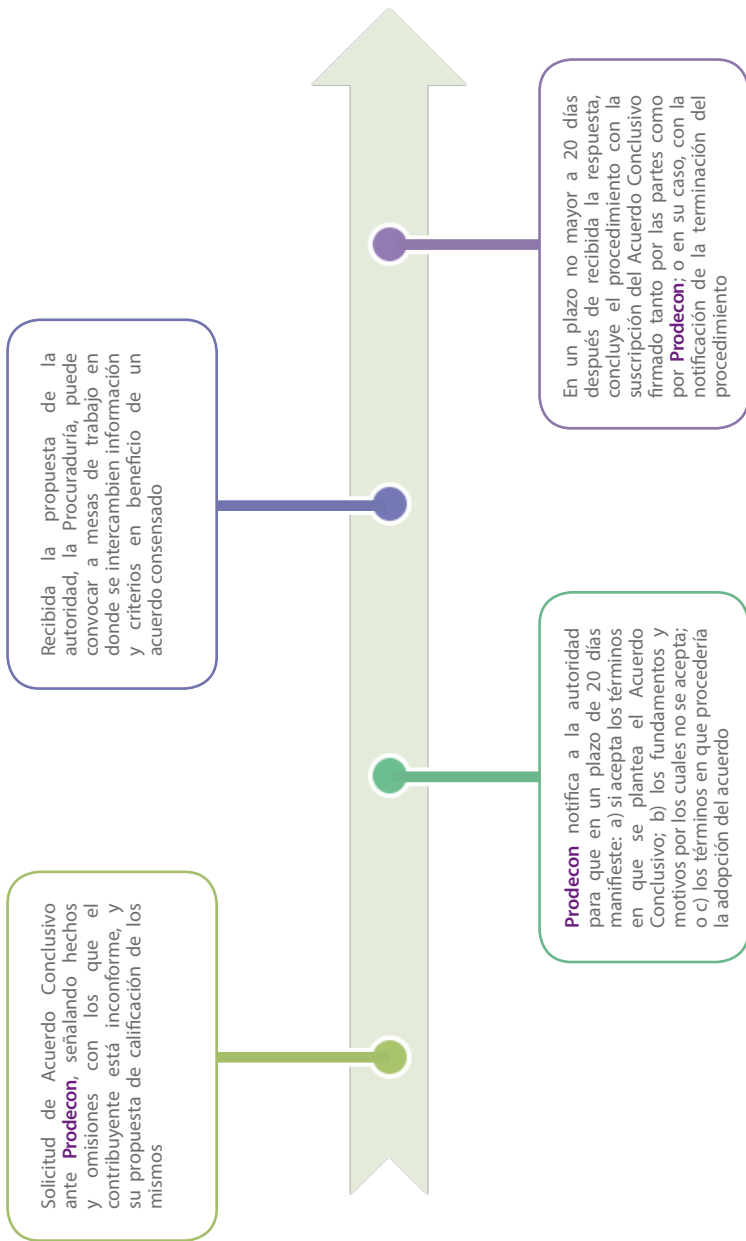 Solicitud de Acuerdo Conclusivo
ante Prodecon, señalando hechos
y omisiones con los que el
contribuyente está inconforme, y
su propuesta de calificación de los
mismos
Prodecon notifica a la autoridad
para que en un plazo de 20 días
manifieste: a) si acepta los términos
en que se plantea el Acuerdo
Conclusivo; b) los fundamentos y
motivos por los cuales no se acepta;
o c) los términos en que procedería
la adopción del acuerdo
Recibida la propuesta de la
autoridad, la Procuraduría, puede
convocar a mesas de trabajo en
donde se intercambien información
y criterios en beneficio de un
acuerdo consensado
En un plazo no mayor a 20 días
después de recibida la respuesta,
concluye el procedimiento con la
suscripción del Acuerdo Conclusivo
firmado tanto por las partes como
por Prodecon; o en su caso, con la
notificación de la terminación del
procedimiento